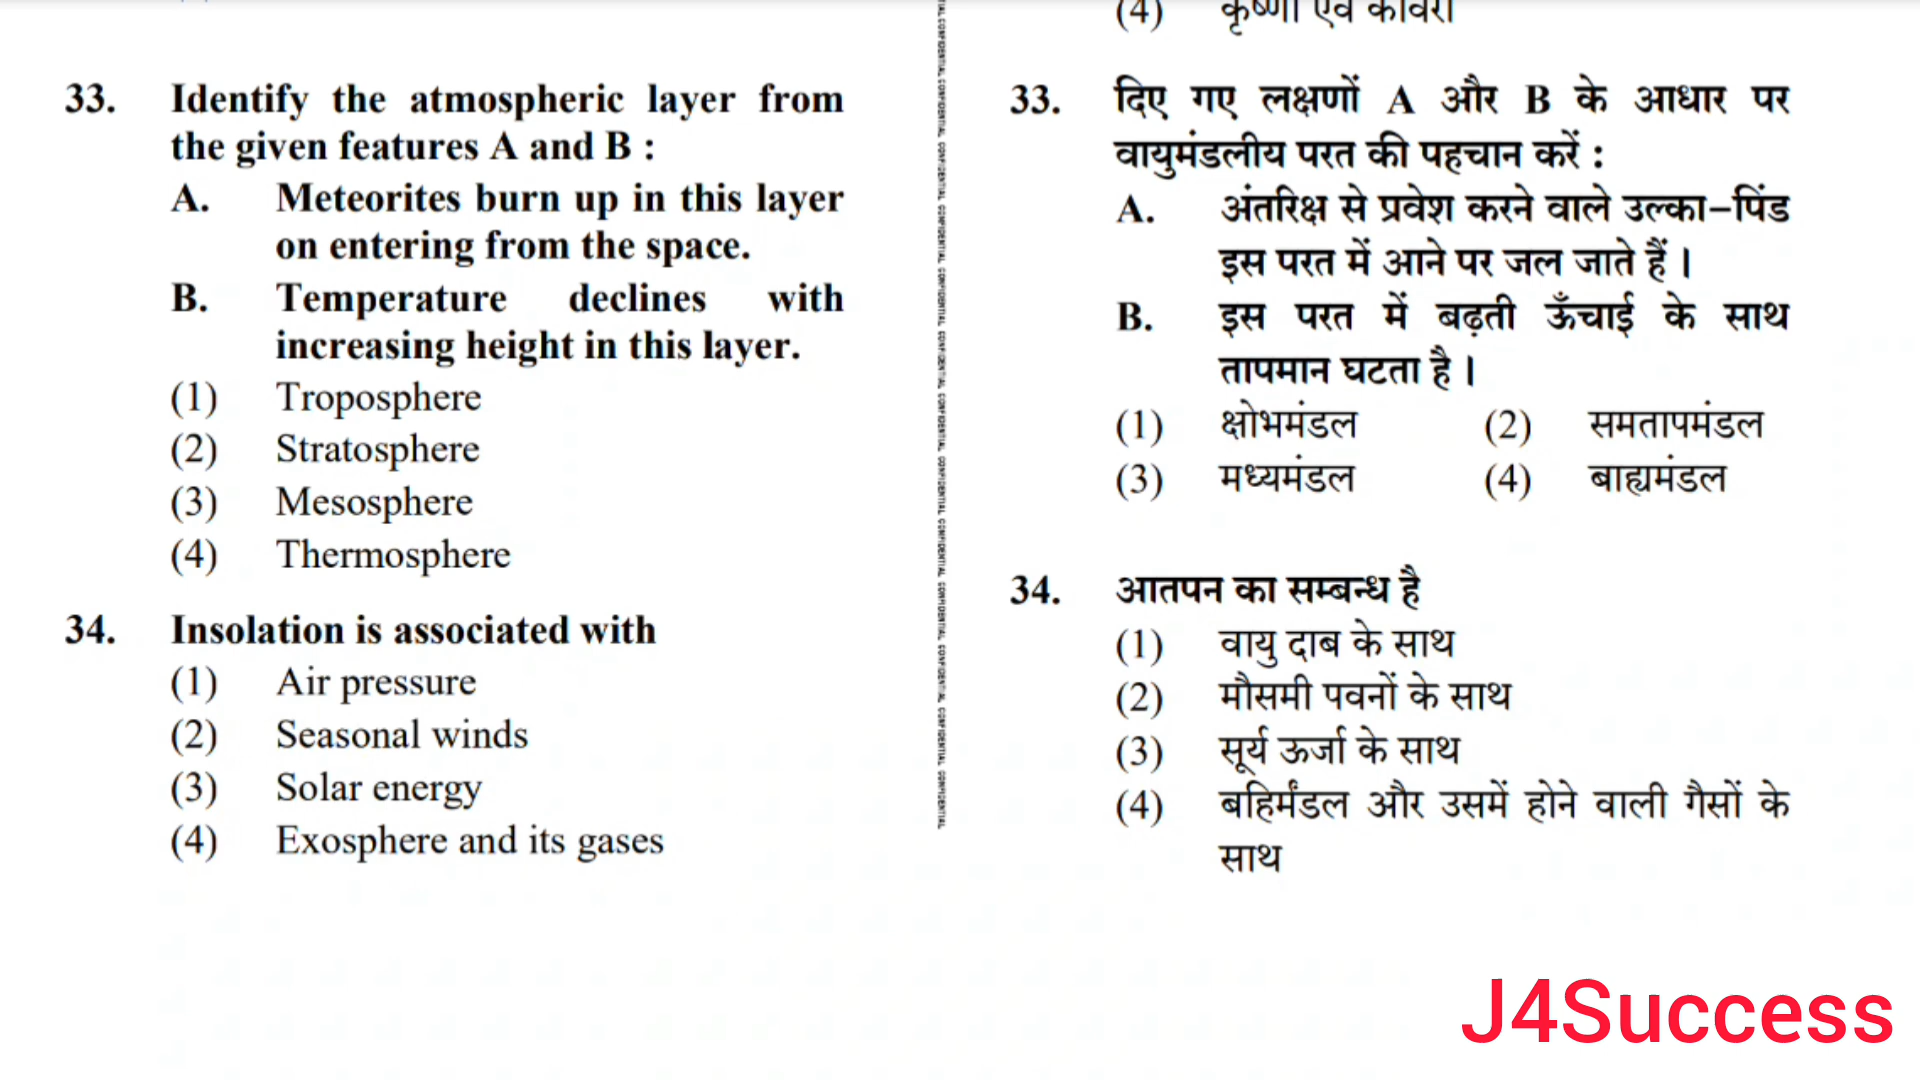 33. Identify the atmospheric layer from
the given features A and B :
A. Meteorites burn up in this layer
on entering from the space.
B. Temperature declines with
increasing height in this layer.
(1) Troposphere
(2) Stratosphere
(3) Mesosphere
(4) Thermosphere
34. Insolation is associated with
(1) Air pressure
(2) Seasonal winds
(3) Solar energy
(4) Exosphere and its gases
(4) कृष्णा एवं कावेरी
33. दिए गए लक्षणों A और B के आधार पर
वायुमंडलीय परत की पहचान करें :
A. अंतरिक्ष से प्रवेश करने वाले उल्का–पिंड
इस परत में आने पर जल जाते हैं ।
B. इस परत में बढ़ती ऊँचाई के साथ
तापमान घटता है ।
(1) क्षोभमंडल (2) समतापमंडल
(3) मध्यमंडल (4) बाह्यमंडल
34. आतपन का सम्बन्ध है
(1) वायु दाब के साथ
(2) मौसमी पवनों के साथ
(3) सूर्य ऊर्जा के साथ
(4) बहिर्मंडल और उसमें होने वाली गैसों के
साथ
J4Success